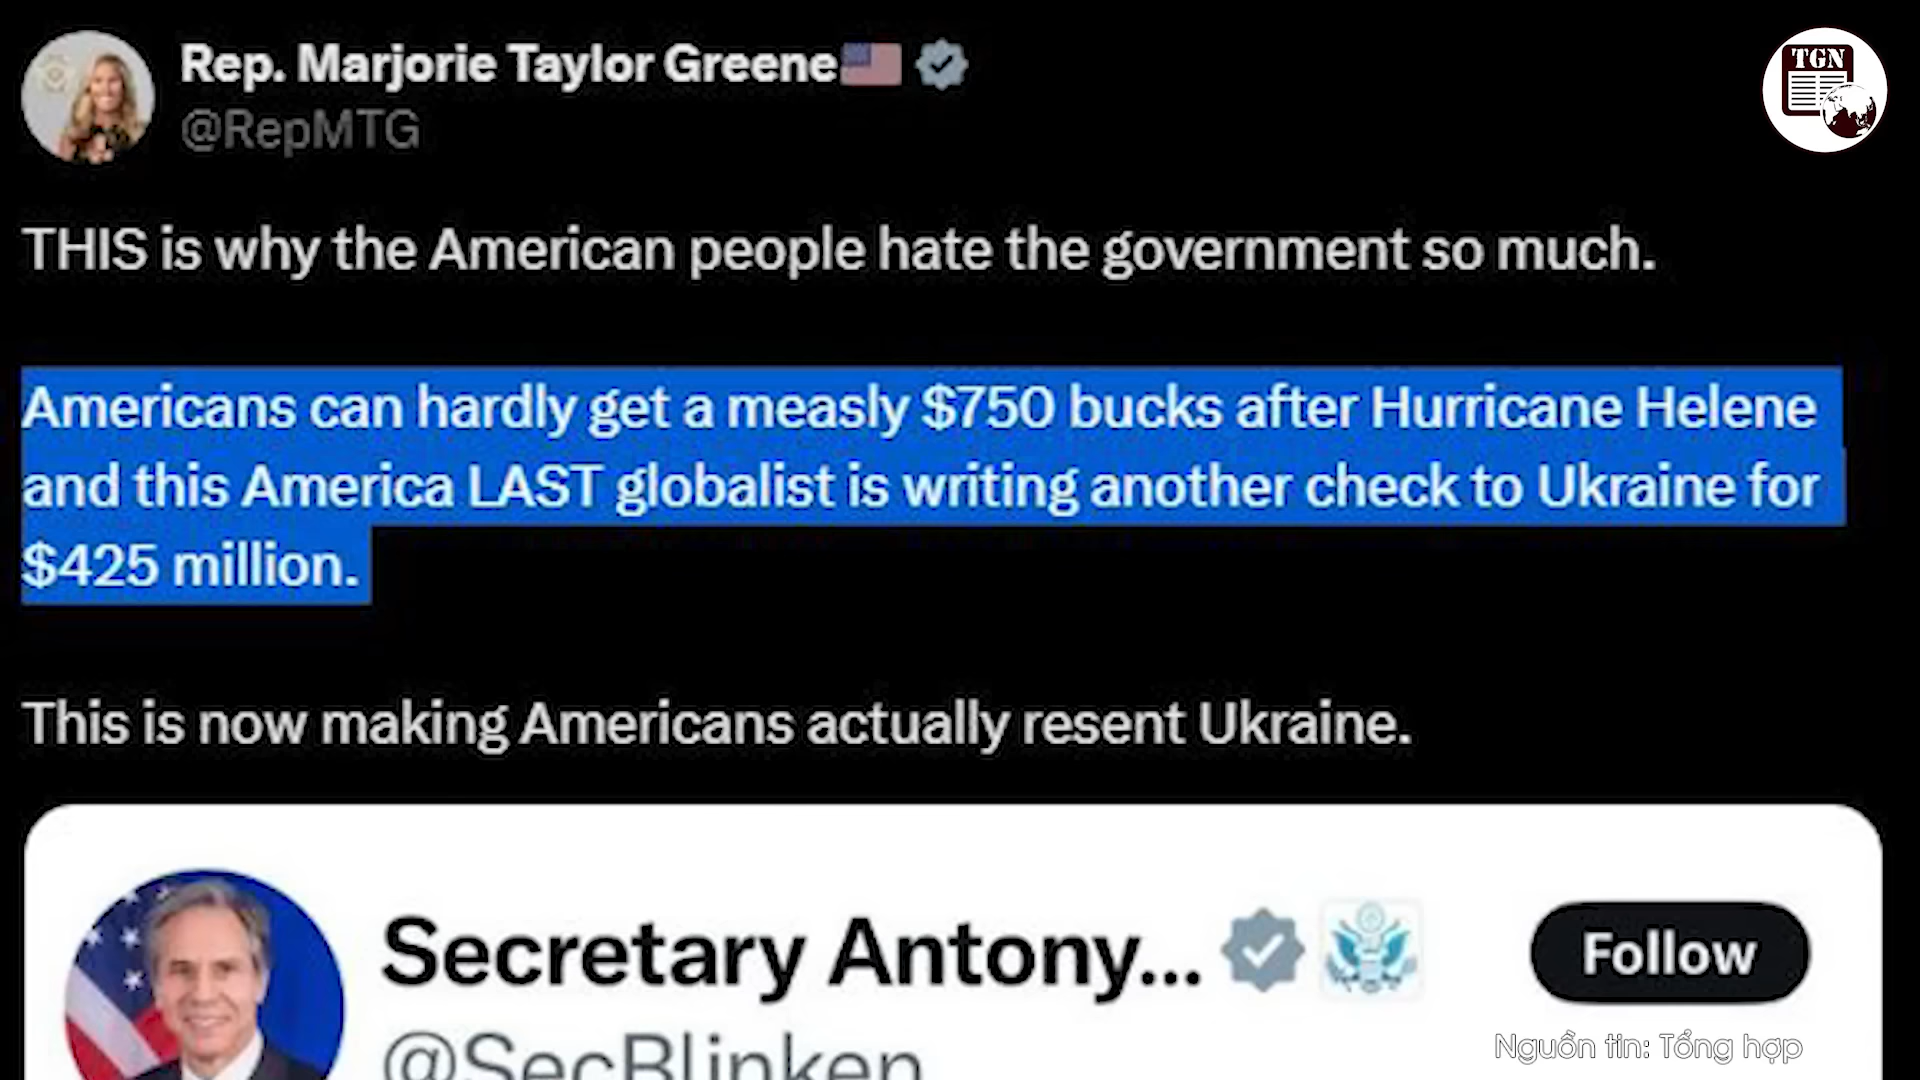 Rep. Marjorie Taylor Greene
@RepMTG
TGN
THIS is why the American people hate the government so much.
Americans can hardly get a measly $750 bucks after Hurricane Helene
and this America LAST globalist is writing another check to Ukraine for
$425 million.
This is now making Americans actually resent Ukraine.
Secretary Antony...
Follow
@SecBlinken
Nguồn tin: Tổng hợp